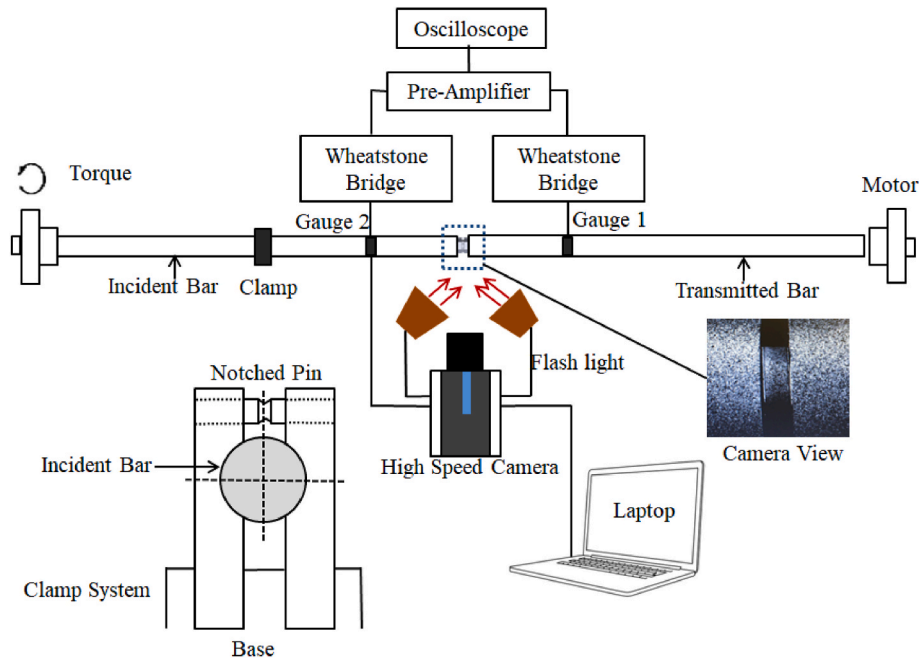 Oscilloscope
Pre-Amplifier
Wheatstone
Bridge
Wheatstone
Bridge
Torque
Motor
Gauge 2
Gauge 1
Incident Bar
Clamp
Transmitted Bar
Flash light
Notched Pin
Incident Bar
High Speed Camera
Camera View
Laptop
Clamp System
Base